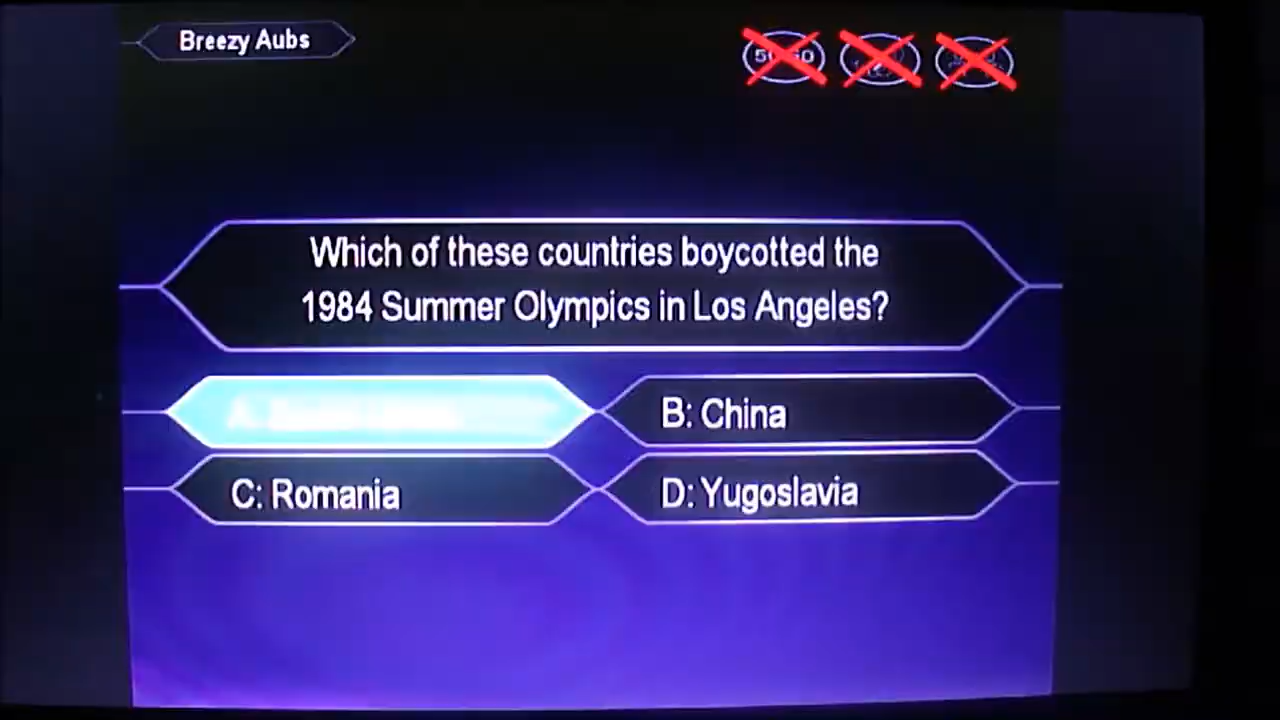 Breezy Aubs
Which of these countries boycotted the
1984 Summer Olympics in Los Angeles?
A:
B: China
C: Romania
D: Yugoslavia